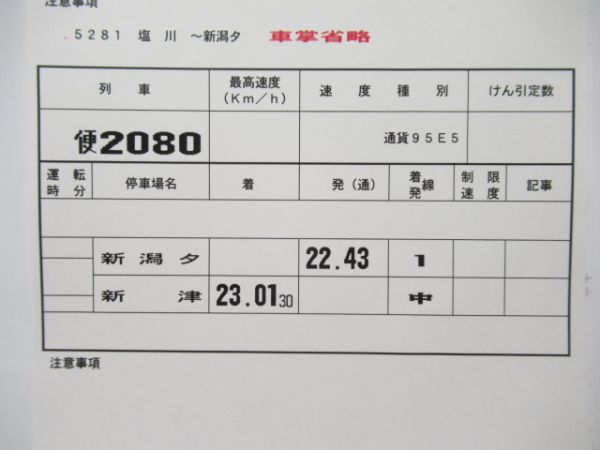 注意事項
5281 塩 川 ~新潟タ 車掌省略
列 車 最高速度 (Km/h) 速 度 種 別 けん引定数
便2080 通貨95E5
運 転 時 分 停車場名 着 発(通) 着 発 線 制 限 速 度 記事
新 潟 タ 22.43 1
新 津 23.01 30 中
注意事項